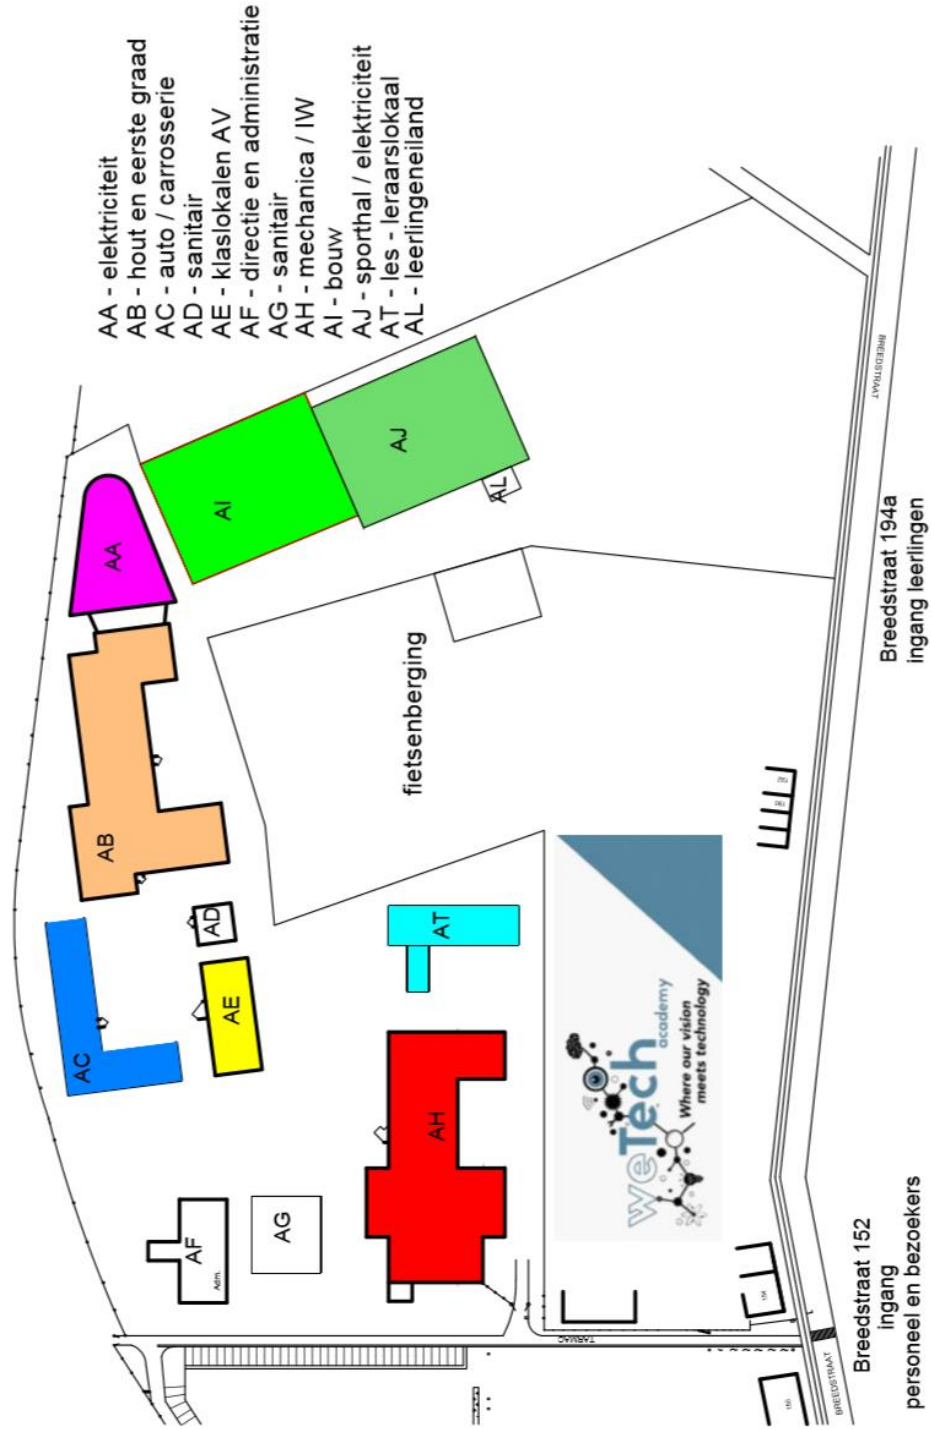 AA - elektriciteit
AB - hout en eerste graad
AC - auto / carrosserie
AD - sanitair
AE - klaslokalen AV
AF - directie en administratie
AG - sanitair
AH - mechanica / IW
AI - bouw
AJ - sporthal / elektriciteit
AT - les - leraarslokaal
AL - leerlingeneiland
AF
Adm.
AG
AC
AE
AD
AB
AA
AI
AJ
AL
AH
AT
fietsenberging
weTech
academy
Where our vision
meets technology
TARMAC
BREEDSTRAAT
BREEDSTRAAT
Breedstraat 152
ingang
personeel en bezoekers
Breedstraat 194a
ingang leerlingen